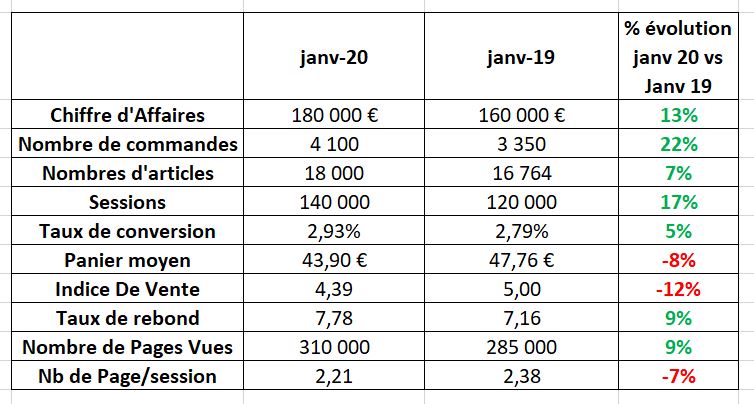 janv-20 janv-19 % évolution janv 20 vs Janv 19
Chiffre d'Affaires 180 000 € 160 000 € 13%
Nombre de commandes 4 100 3 350 22%
Nombres d'articles 18 000 16 764 7%
Sessions 140 000 120 000 17%
Taux de conversion 2,93% 2,79% 5%
Panier moyen 43,90 € 47,76 € -8%
Indice De Vente 4,39 5,00 -12%
Taux de rebond 7,78 7,16 9%
Nombre de Pages Vues 310 000 285 000 9%
Nb de Page/session 2,21 2,38 -7%